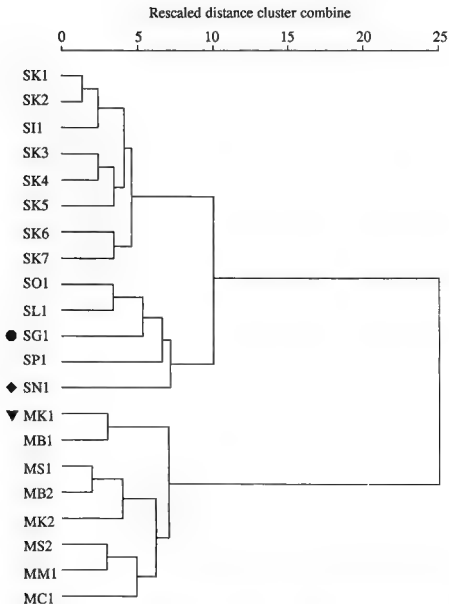 Rescaled distance cluster combine
0 5 10 15 20 25
SK1
SK2
SI1
SK3
SK4
SK5
SK6
SK7
SO1
SL1
SG1
SP1
SN1
MK1
MB1
MS1
MB2
MK2
MS2
MM1
MC1